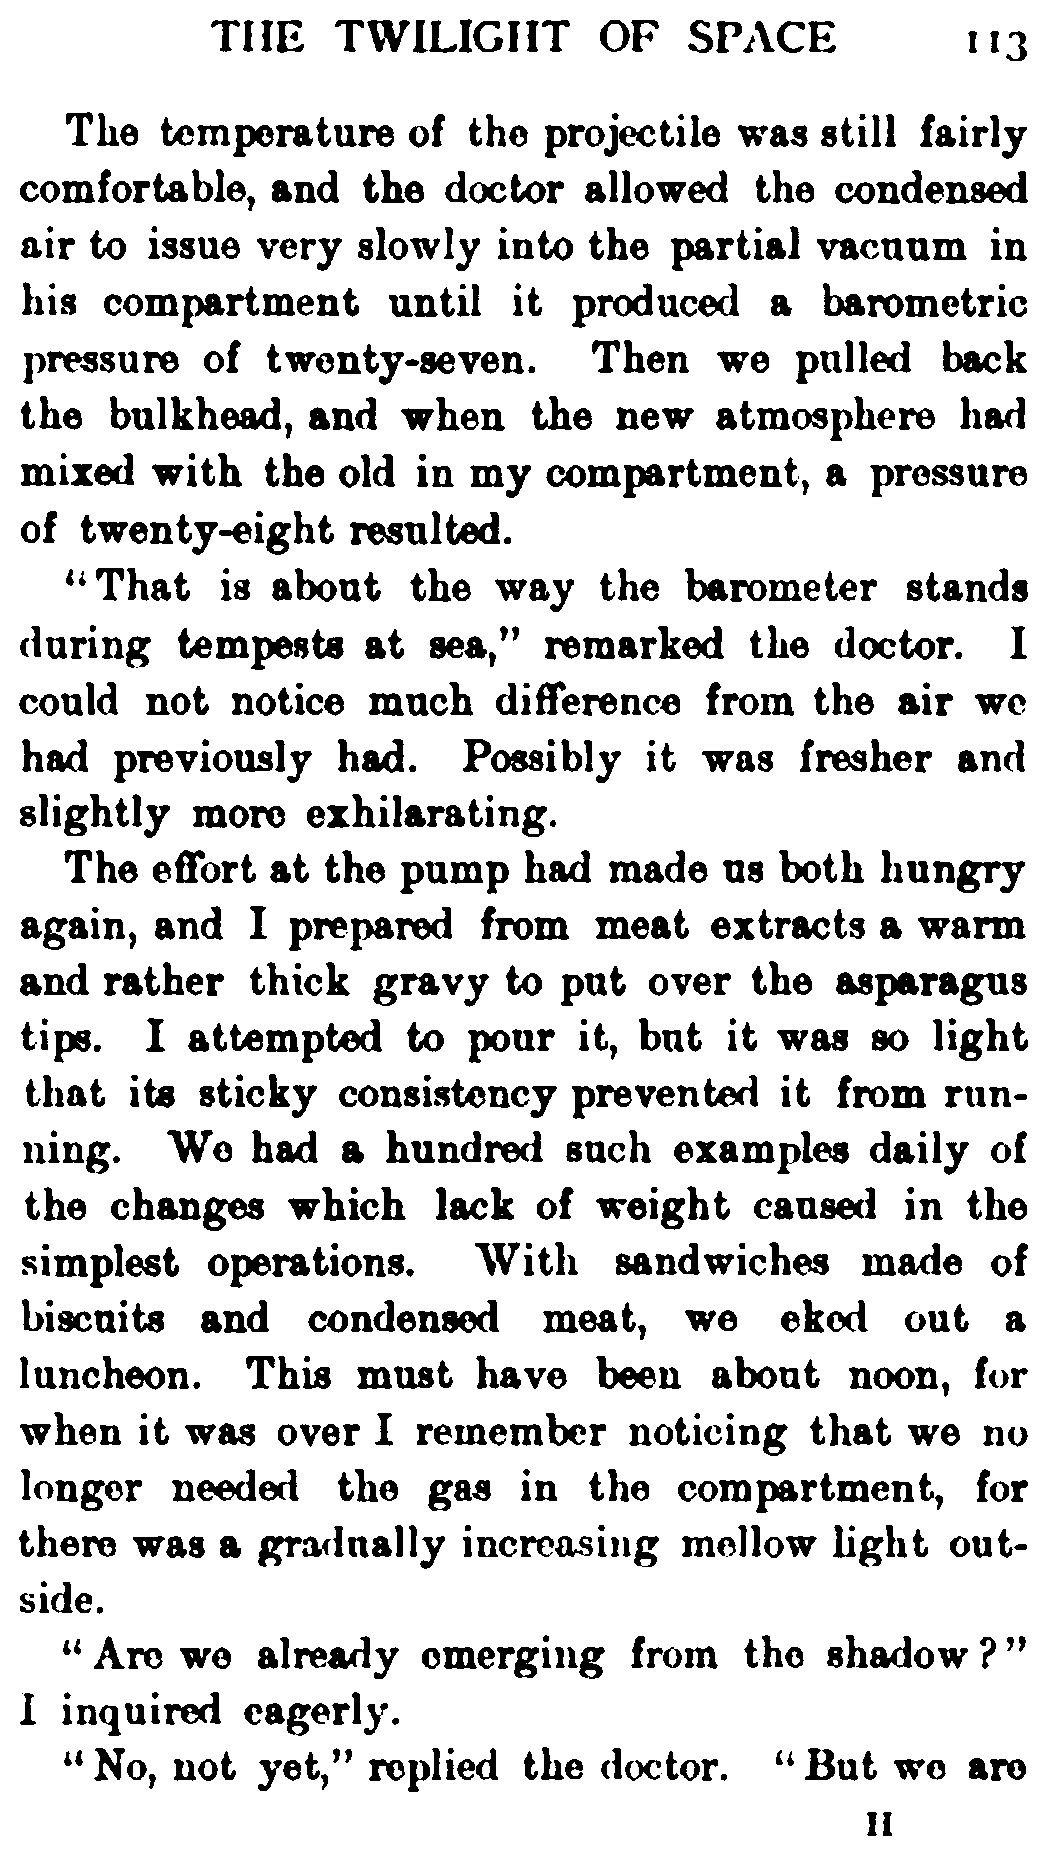 THE TWILIGHT OF SPACE 113
The temperature of the projectile was still fairly
comfortable, and the doctor allowed the condensed
air to issue very slowly into the partial vacuum in
his compartment until it produced a barometric
pressure of twenty-seven. Then we pulled back
the bulkhead, and when the new atmosphere had
mixed with the old in my compartment, a pressure
of twenty-eight resulted.
“That is about the way the barometer stands
during tempests at sea,” remarked the doctor. I
could not notice much difference from the air we
had previously had. Possibly it was fresher and
slightly more exhilarating.
The effort at the pump had made us both hungry
again, and I prepared from meat extracts a warm
and rather thick gravy to put over the asparagus
tips. I attempted to pour it, but it was so light
that its sticky consistency prevented it from run-
ning. We had a hundred such examples daily of
the changes which lack of weight caused in the
simplest operations. With sandwiches made of
biscuits and condensed meat, we eked out a
luncheon. This must have been about noon, for
when it was over I remember noticing that we no
longer needed the gas in the compartment, for
there was a gradually increasing mellow light out-
side.
“Are we already emerging from the shadow?”
I inquired eagerly.
“No, not yet,” replied the doctor. “But we are
II